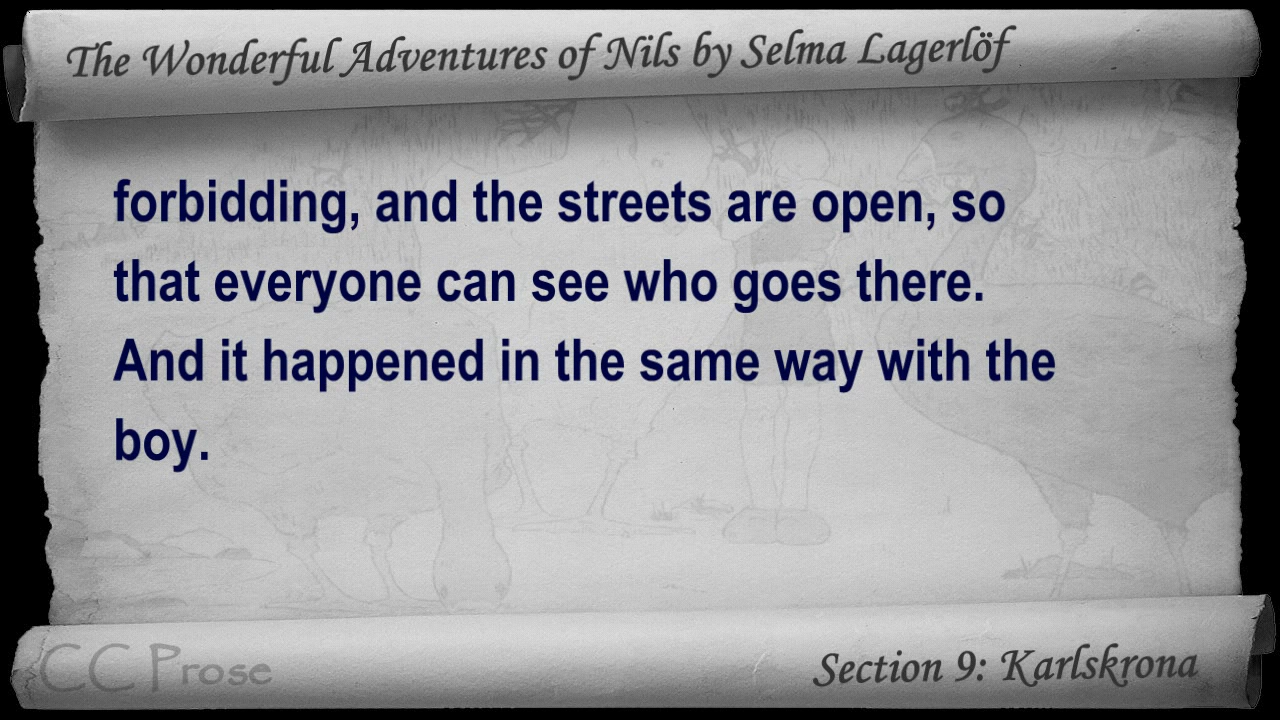 The Wonderful Adventures of Nils by Selma Lagerlöf
forbidding, and the streets are open, so
that everyone can see who goes there.
And it happened in the same way with the
boy.
CC Prose
Section 9: Karlskrona